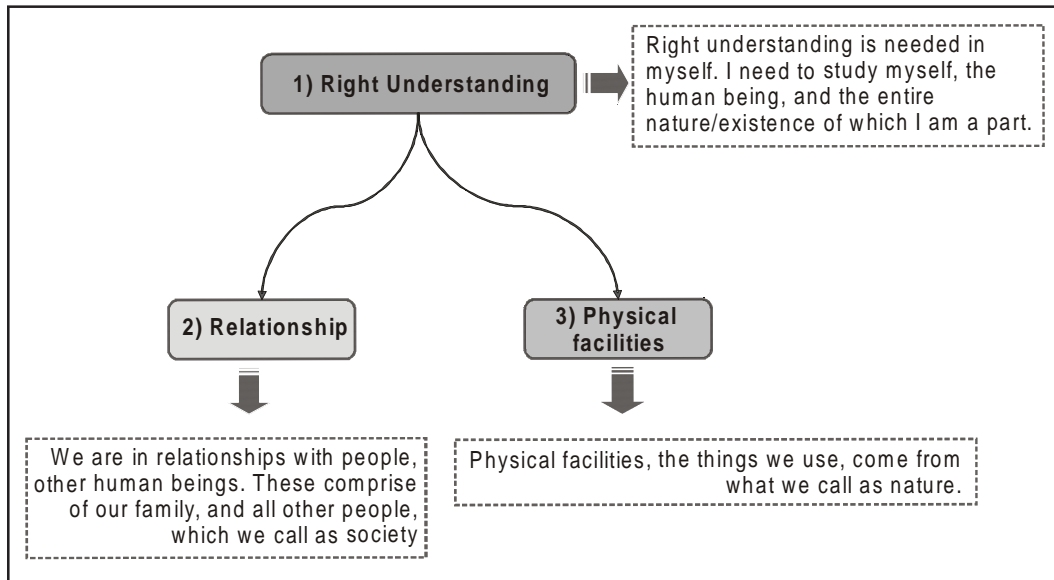 1) Right Understanding
Right understanding is needed in
myself. I need to study myself, the
human being, and the entire
nature/existence of which I am a part.
2) Relationship
3) Physical
facilities
We are in relationships with people,
other human beings. These comprise
of our family, and all other people,
which we call as society
Physical facilities, the things we use, come from
what we call as nature.